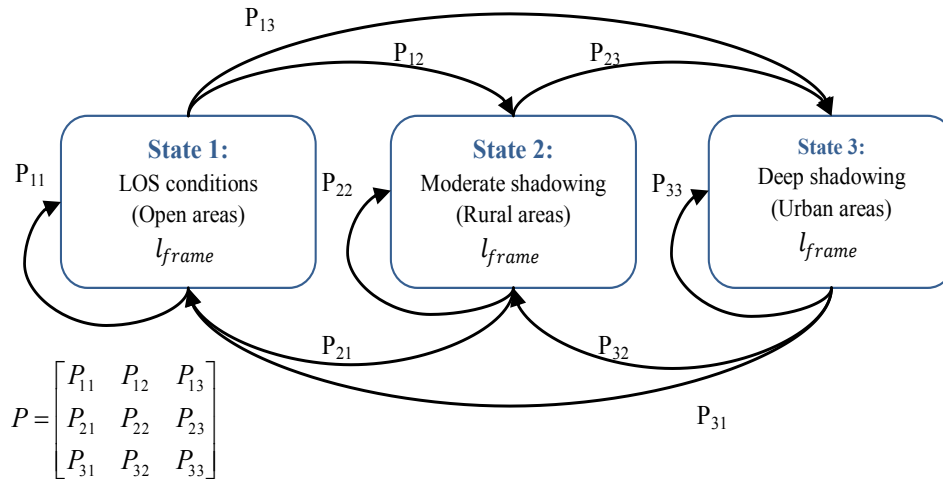 P₁₃
P₁₂
P₂₃
State 1:
LOS conditions
(Open areas)
l_frame
State 2:
Moderate shadowing
(Rural areas)
l_frame
State 3:
Deep shadowing
(Urban areas)
l_frame
P₁₁
P₂₂
P₃₃
P₂₁
P₃₂
P₃₁
P = [P₁₁ P₁₂ P₁₃
P₂₁ P₂₂ P₂₃
P₃₁ P₃₂ P₃₃]